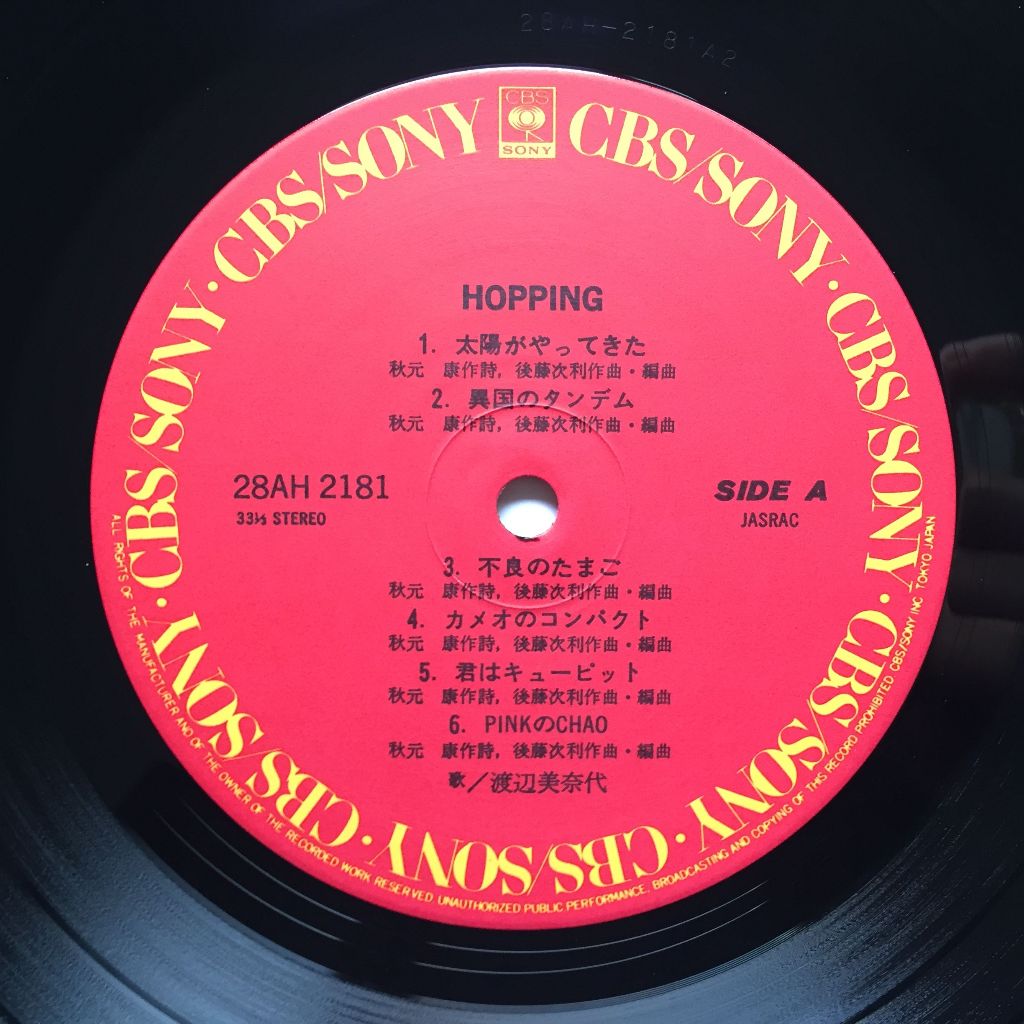 28AH-2181A2
CBS
SONY
CBS/SONY · CBS/SONY · CBS/SONY · CBS/SONY · CBS/SONY · CBS/SONY · CBS/SONY · CBS/SONY
HOPPING
1. 太陽がやってきた
秋元 康作詩, 後藤次利作曲・編曲
2. 異国のタンデム
秋元 康作詩, 後藤次利作曲・編曲
28AH 2181
33⅓ STEREO
SIDE A
JASRAC
3. 不良のたまご
秋元 康作詩, 後藤次利作曲・編曲
4. カメオのコンパクト
秋元 康作詩, 後藤次利作曲・編曲
5. 君はキューピット
秋元 康作詩, 後藤次利作曲・編曲
6. PINKのCHAO
秋元 康作詩, 後藤次利作曲・編曲
歌／渡辺美奈代
ALL RIGHTS OF THE MANUFACTURER AND OF THE OWNER OF THE RECORDED WORK RESERVED UNAUTHORIZED PUBLIC PERFORMANCE, BROADCASTING AND COPYING OF THIS RECORD PROHIBITED CBS/SONY INC. TOKYO JAPAN